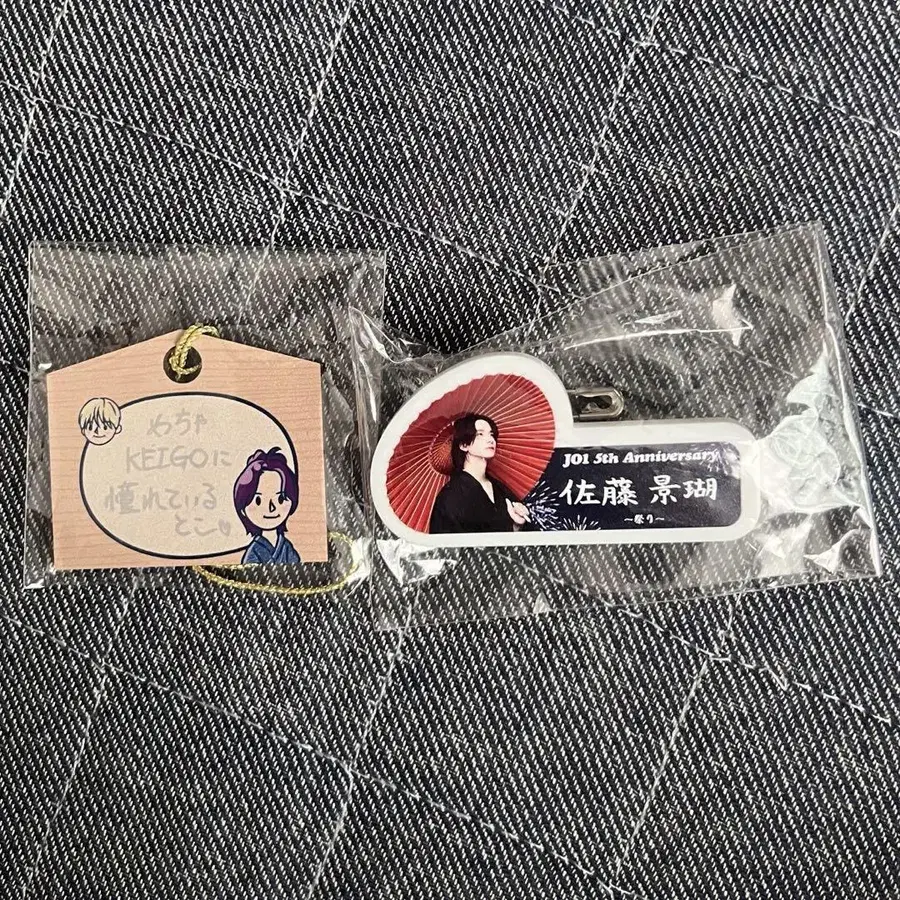 めちゃ
KEIGOに
憧れている
とこ♡
JO1 5th Anniversary
佐藤 景瑚
〜祭り〜